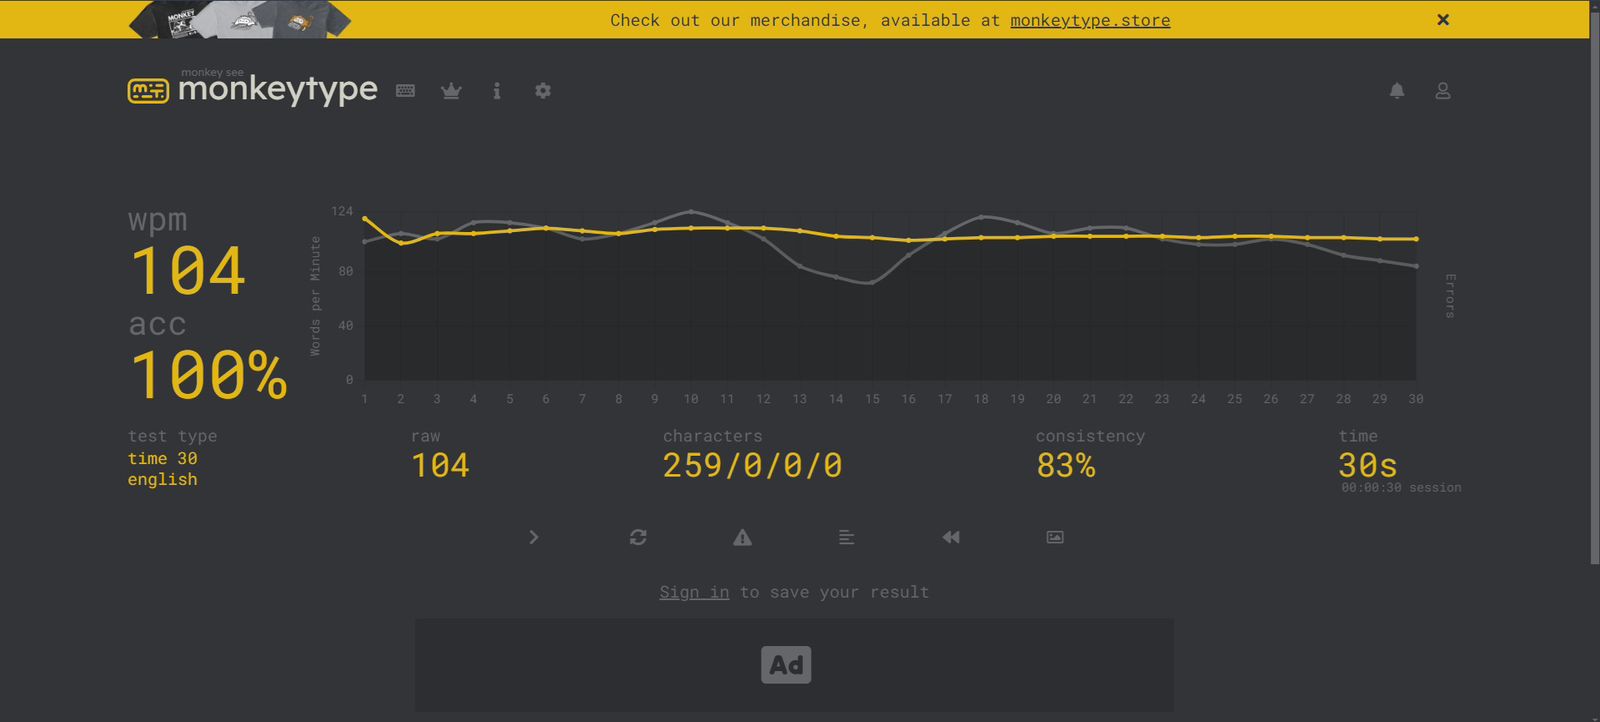 Check out our merchandise, available at monkeytype.store
MONKEY
monkey see
monkeytype
wpm
104
acc
100%
Words per Minute
124
80
40
0
1 2 3 4 5 6 7 8 9 10 11 12 13 14 15 16 17 18 19 20 21 22 23 24 25 26 27 28 29 30
Errors
test type
time 30
english
raw
104
characters
259/0/0/0
consistency
83%
time
30s
00:00:30 session
Sign in to save your result
Ad